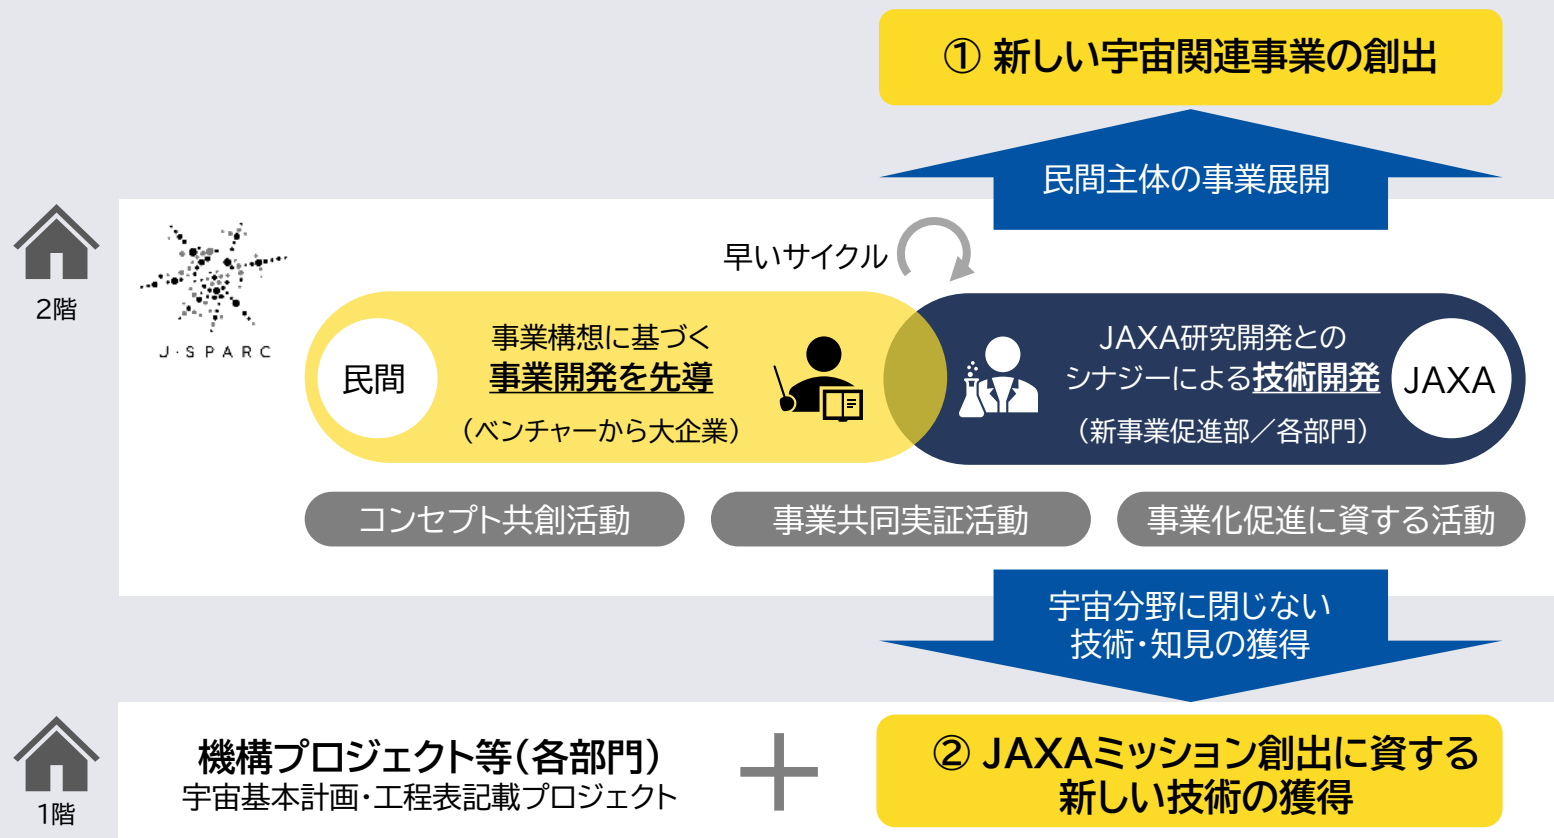 ① 新しい宇宙関連事業の創出
民間主体の事業展開
2階
J·SPARC
早いサイクル
民間
事業構想に基づく
事業開発を先導
（ベンチャーから大企業）
JAXA研究開発との
シナジーによる技術開発
（新事業促進部／各部門）
JAXA
コンセプト共創活動
事業共同実証活動
事業化促進に資する活動
宇宙分野に閉じない
技術・知見の獲得
1階
機構プロジェクト等（各部門）
宇宙基本計画・工程表記載プロジェクト
② JAXAミッション創出に資する
新しい技術の獲得